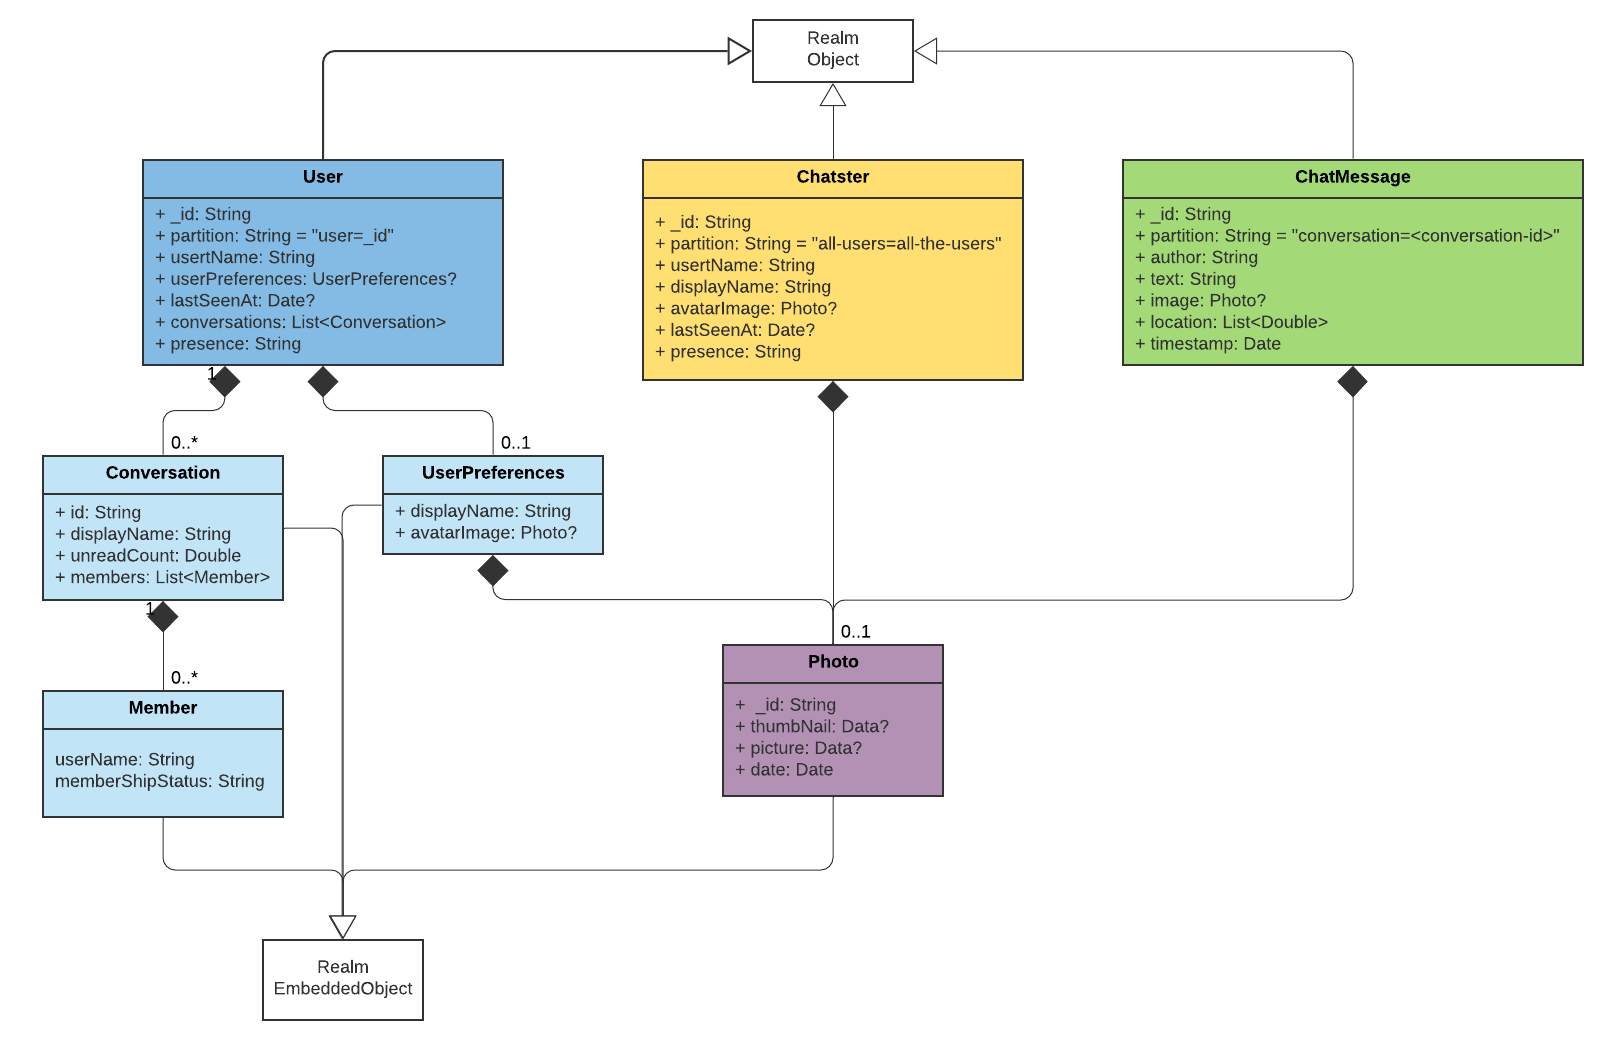 Realm
Object
User
+ _id: String
+ partition: String = "user=_id"
+ usertName: String
+ userPreferences: UserPreferences?
+ lastSeenAt: Date?
+ conversations: List<Conversation>
+ presence: String
Chatster
+ _id: String
+ partition: String = "all-users=all-the-users"
+ usertName: String
+ displayName: String
+ avatarImage: Photo?
+ lastSeenAt: Date?
+ presence: String
ChatMessage
+ _id: String
+ partition: String = "conversation=<conversation-id>"
+ author: String
+ text: String
+ image: Photo?
+ location: List<Double>
+ timestamp: Date
1
0..*
0..1
Conversation
+ id: String
+ displayName: String
+ unreadCount: Double
+ members: List<Member>
UserPreferences
+ displayName: String
+ avatarImage: Photo?
1
0..*
0..1
Member
userName: String
memberShipStatus: String
Photo
+  _id: String
+ thumbNail: Data?
+ picture: Data?
+ date: Date
Realm
EmbeddedObject